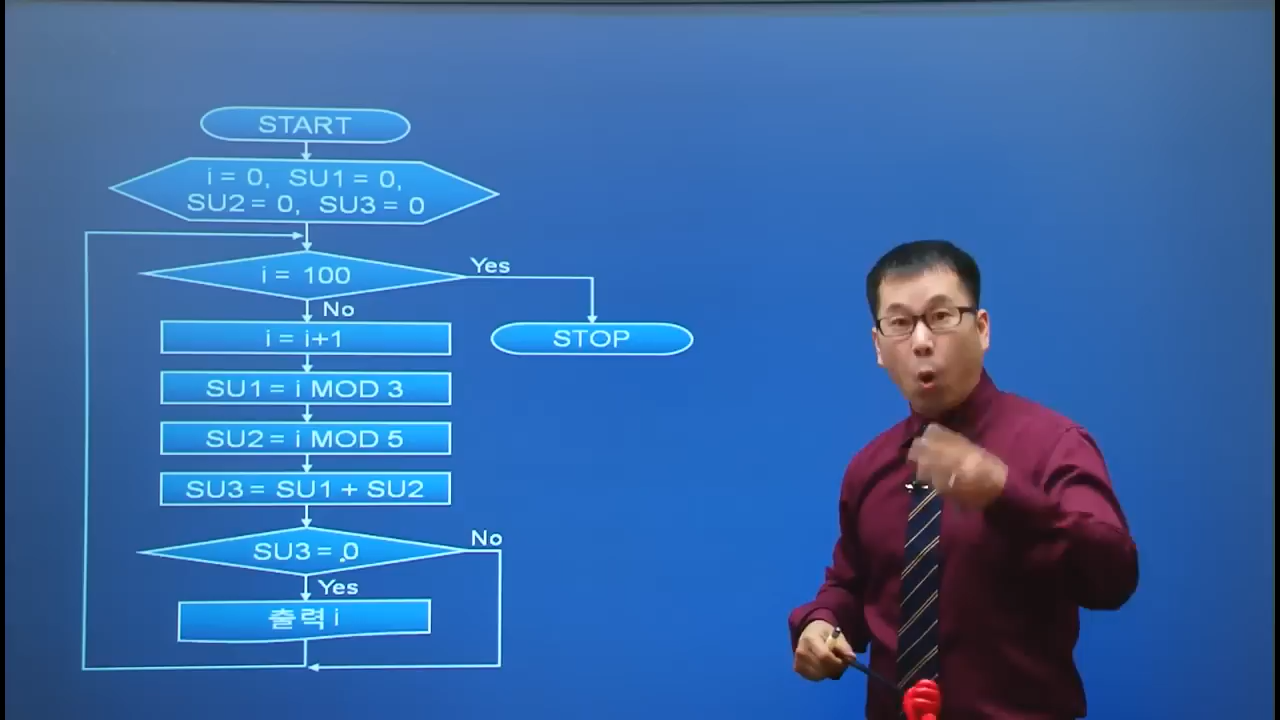 START
i = 0, SU1 = 0,
SU2 = 0, SU3 = 0
i = 100
Yes
No
i = i+1
STOP
SU1 = i MOD 3
SU2 = i MOD 5
SU3 = SU1 + SU2
SU3 = 0
No
Yes
출력 i